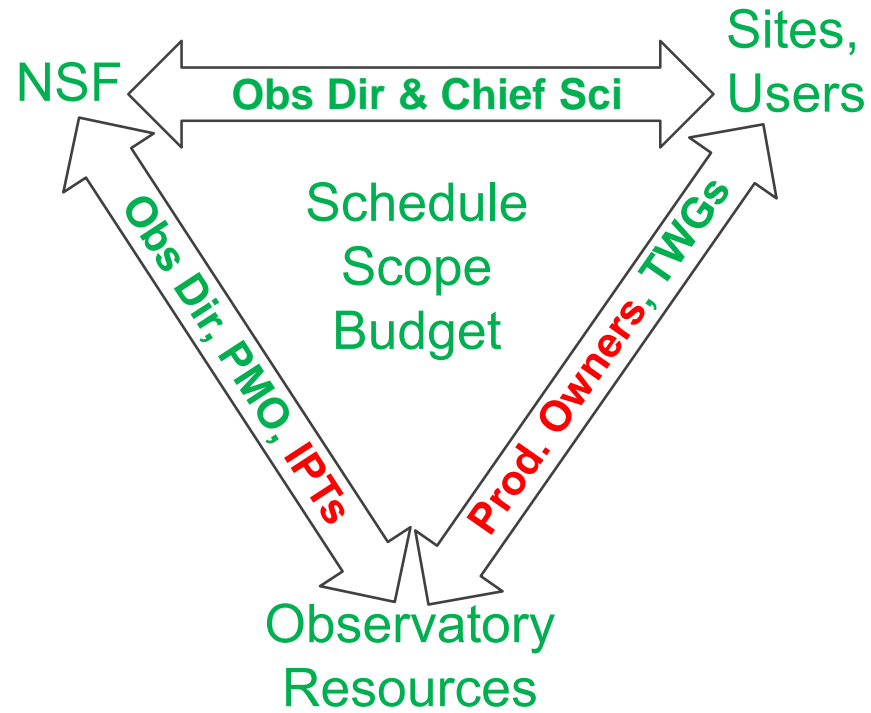 NSF
Obs Dir & Chief Sci
Sites,
Users
Schedule
Scope
Budget
Obs Dir, PMO, IPTs
Prod. Owners, TWGs
Observatory
Resources